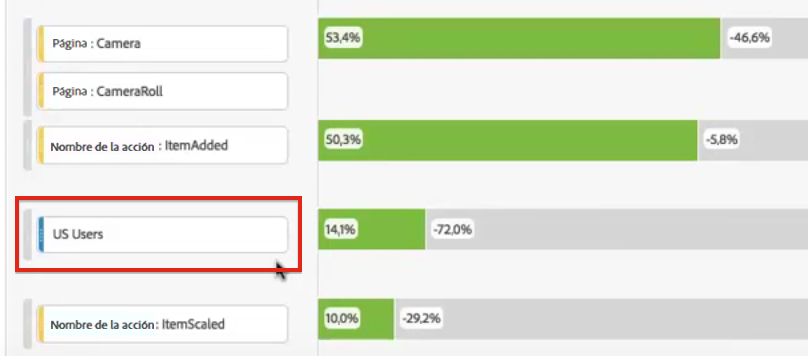 Página : Camera
53,4%
-46,6%
Página : CameraRoll
Nombre de la acción : ItemAdded
50,3%
-5,8%
US Users
14,1%
-72,0%
Nombre de la acción: ItemScaled
10,0%
-29,2%